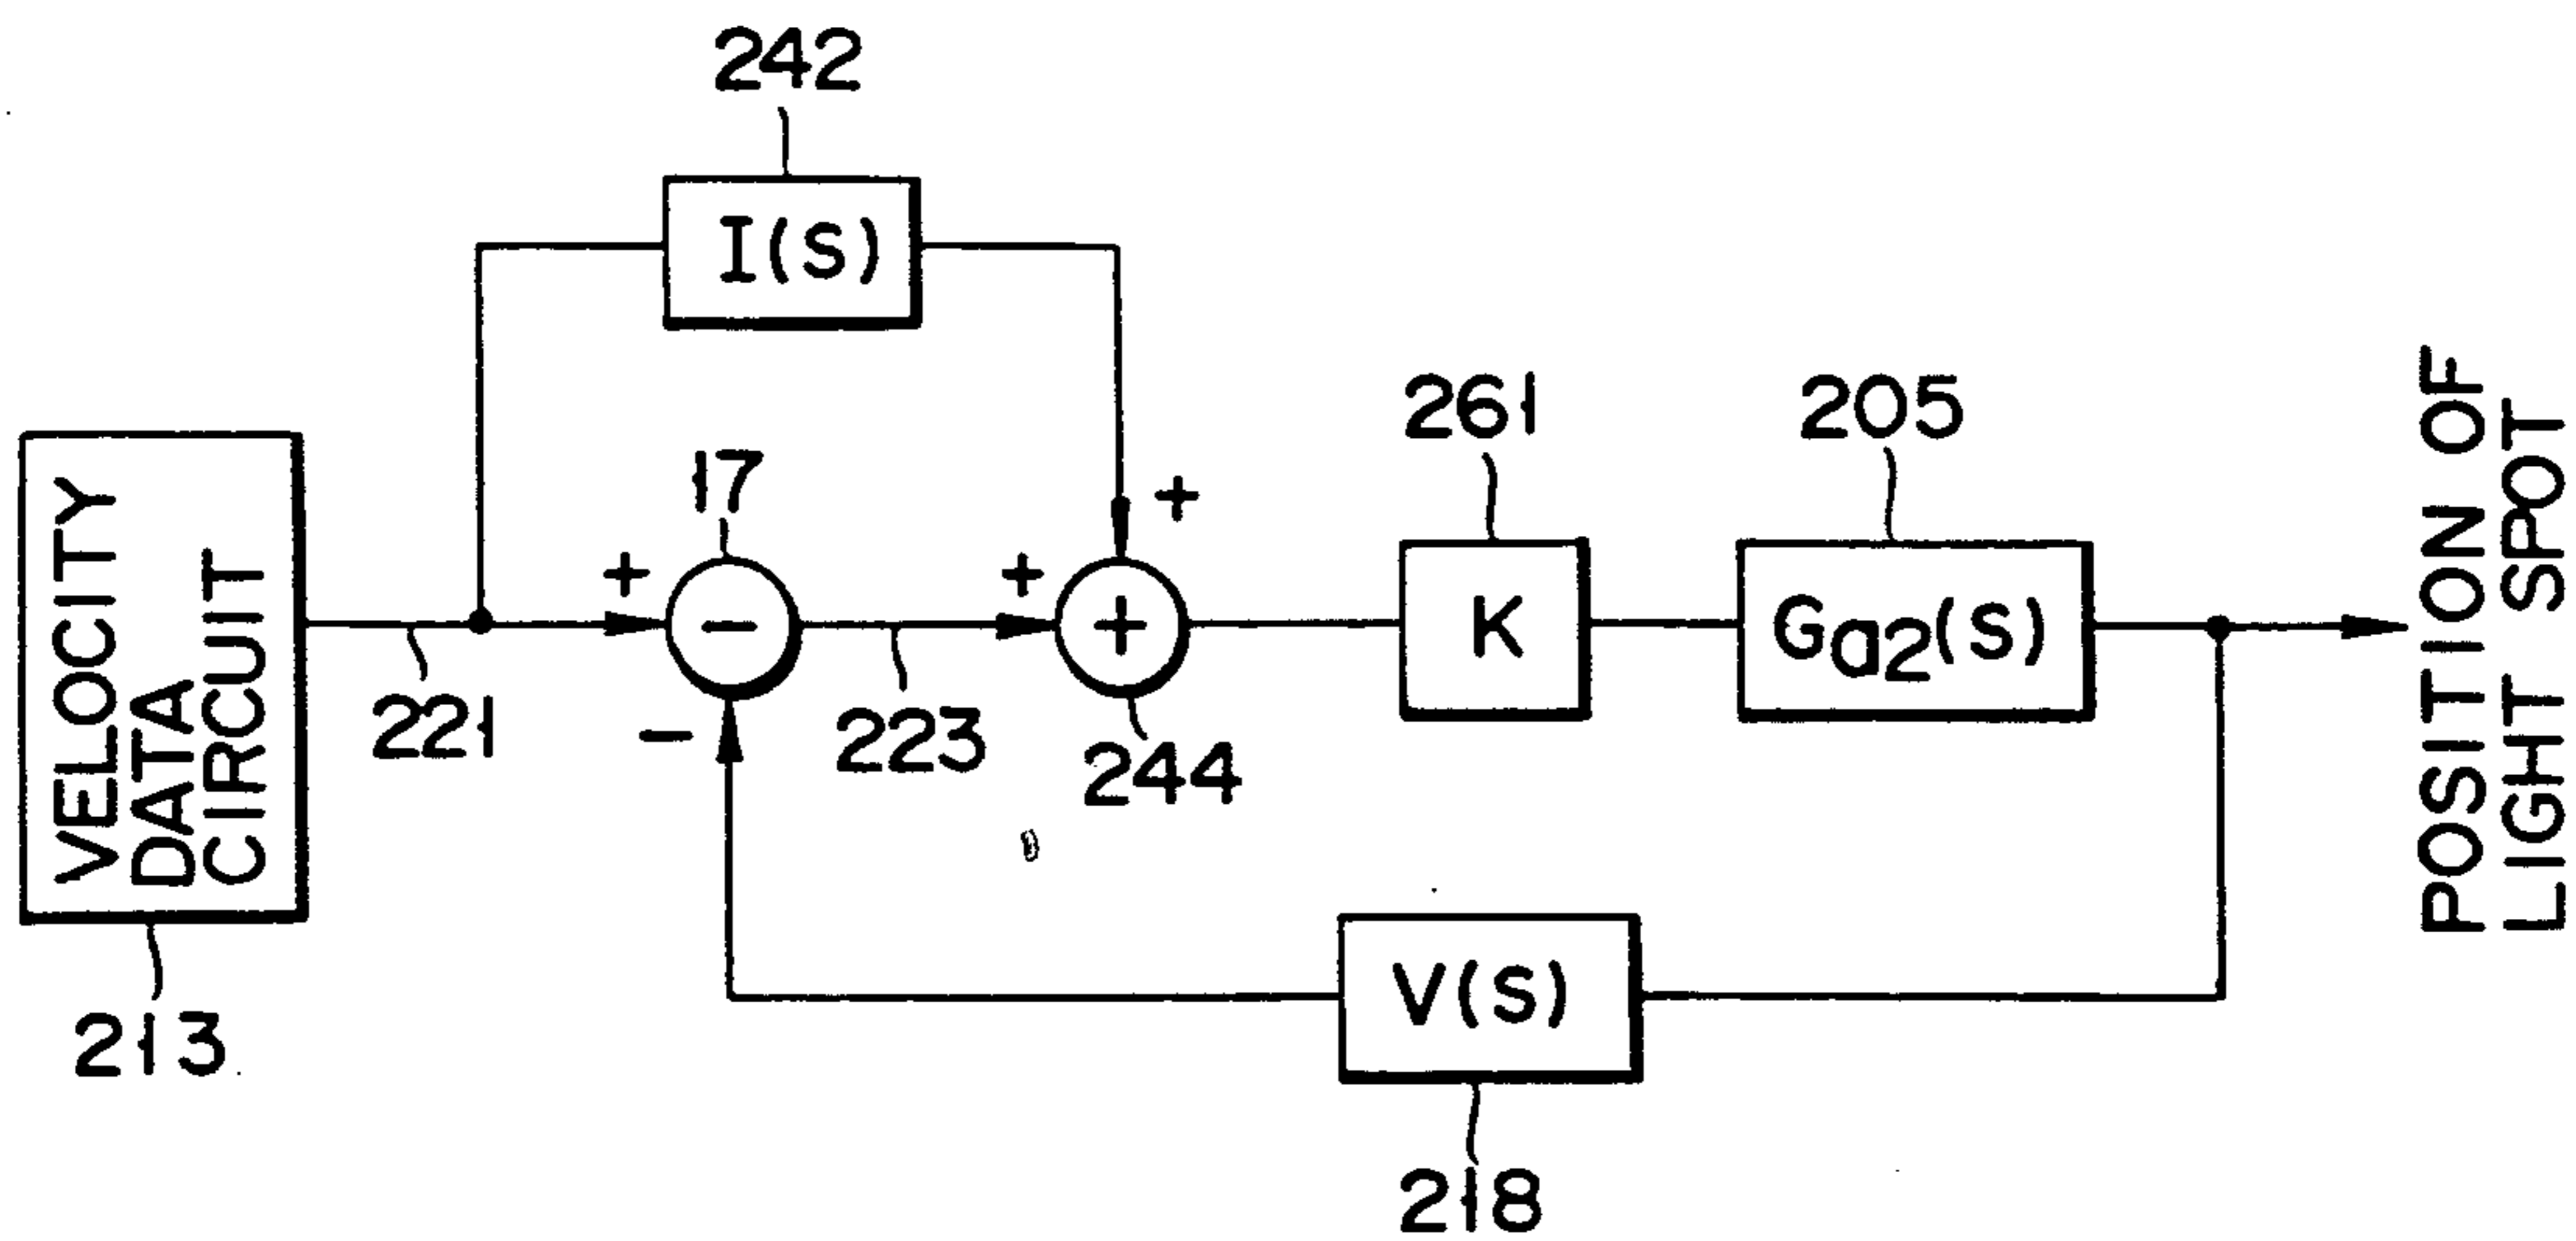 242
I(S)
261
205
17
+
+
+
VELOCITY
DATA
CIRCUIT
−
+
K
Ga2(S)
POSITION OF
LIGHT SPOT
221
−
223
244
V(S)
213
218